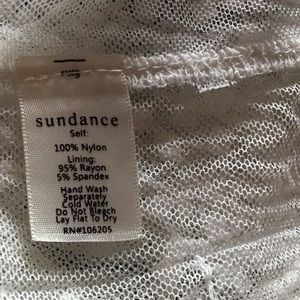 sundance
Self:
100% Nylon
Lining:
95% Rayon
5% Spandex
Hand Wash
Separately
Cold Water
Do Not Bleach
Lay Flat To Dry
RN#106205